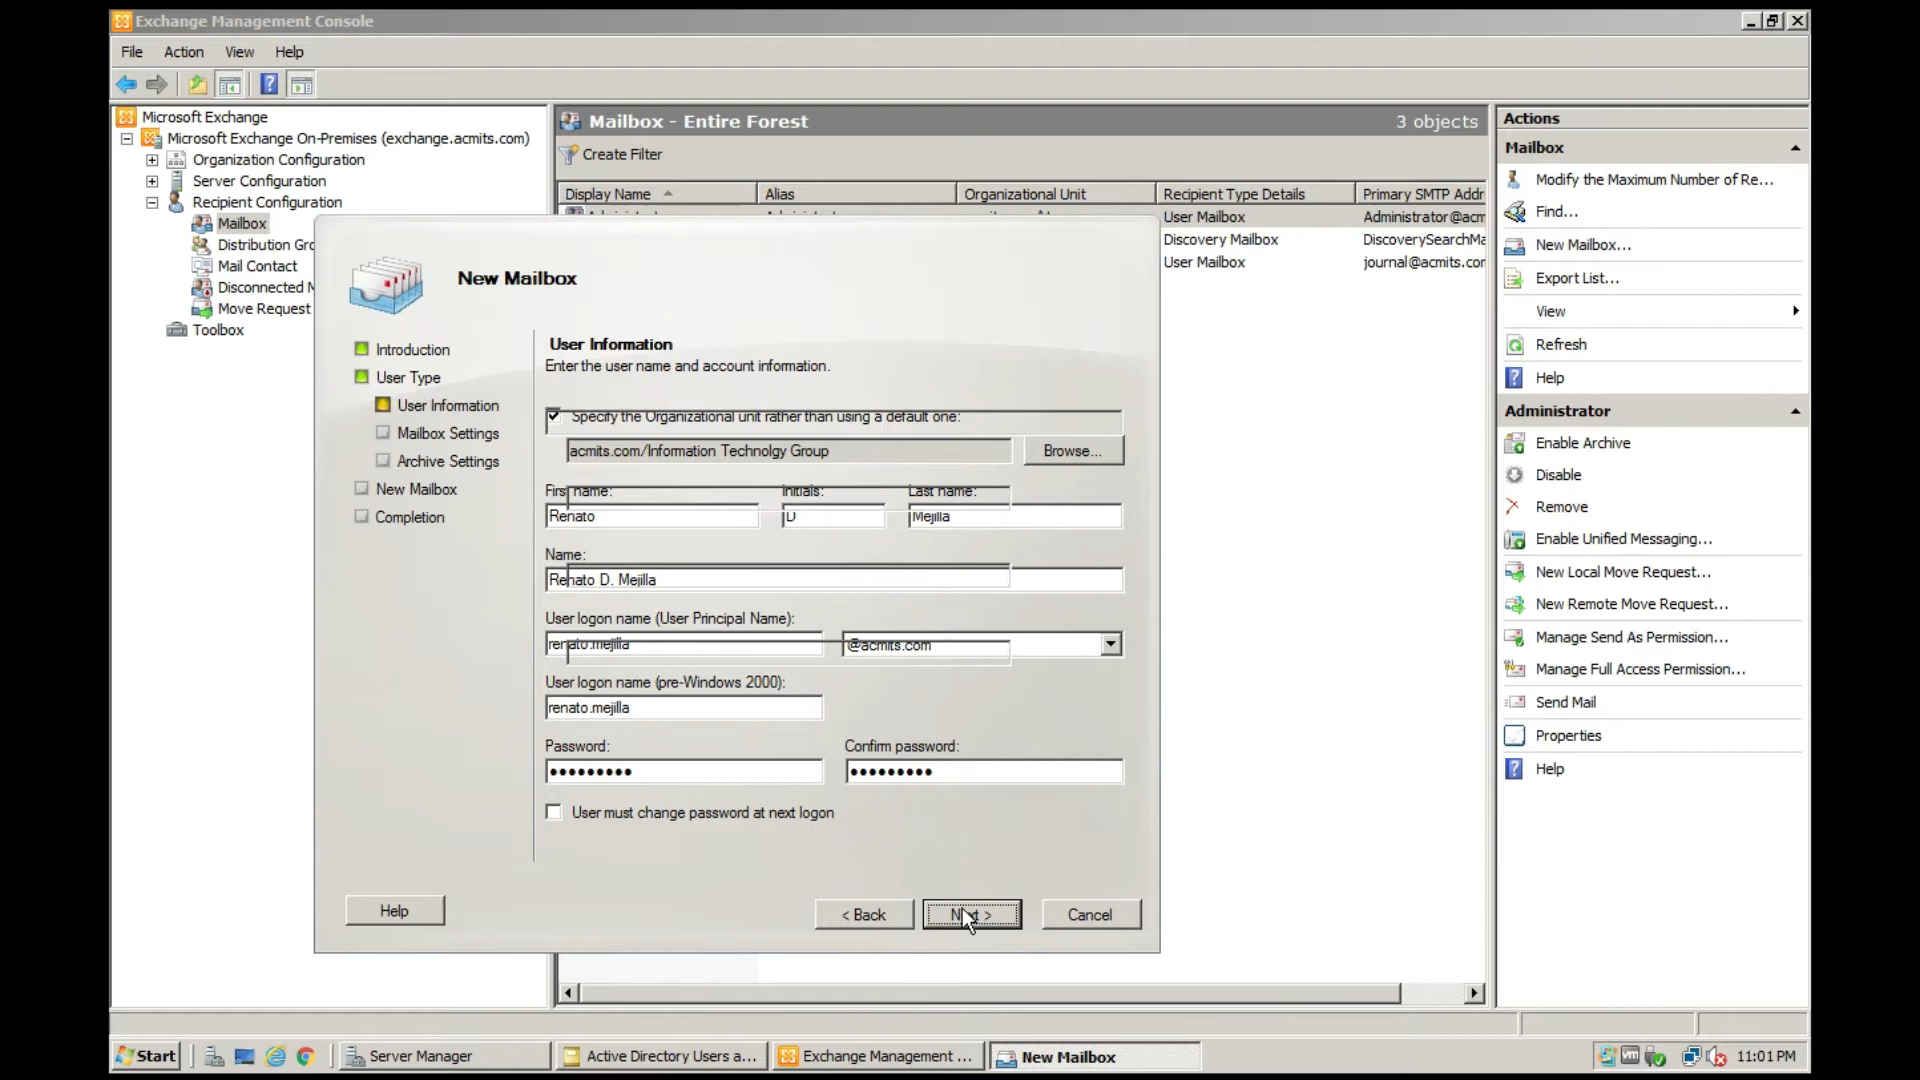 Exchange Management Console
File Action View Help
Microsoft Exchange
Microsoft Exchange On-Premises (exchange.acmits.com)
Organization Configuration
Server Configuration
Recipient Configuration
Mailbox
Distribution Gro
Mail Contact
Disconnected M
Move Request
Toolbox
Mailbox - Entire Forest 3 objects
Create Filter
Display Name Alias Organizational Unit Recipient Type Details Primary SMTP Addr
User Mailbox Administrator@acm
Discovery Mailbox DiscoverySearchMa
User Mailbox journal@acmits.com
New Mailbox
Introduction
User Type
User Information
Mailbox Settings
Archive Settings
New Mailbox
Completion
User Information
Enter the user name and account information.
Specify the Organizational unit rather than using a default one:
acmits.com/Information Technolgy Group
Browse...
First name: Initials: Last name:
Renato D Mejilla
Name:
Renato D. Mejilla
User logon name (User Principal Name):
renato.mejilla @acmits.com
User logon name (pre-Windows 2000):
renato.mejilla
Password: Confirm password:
User must change password at next logon
Help < Back Next > Cancel
Actions
Mailbox
Modify the Maximum Number of Re...
Find...
New Mailbox...
Export List...
View
Refresh
Help
Administrator
Enable Archive
Disable
Remove
Enable Unified Messaging...
New Local Move Request...
New Remote Move Request...
Manage Send As Permission...
Manage Full Access Permission...
Send Mail
Properties
Help
Start Server Manager Active Directory Users a... Exchange Management ... New Mailbox vm 11:01 PM